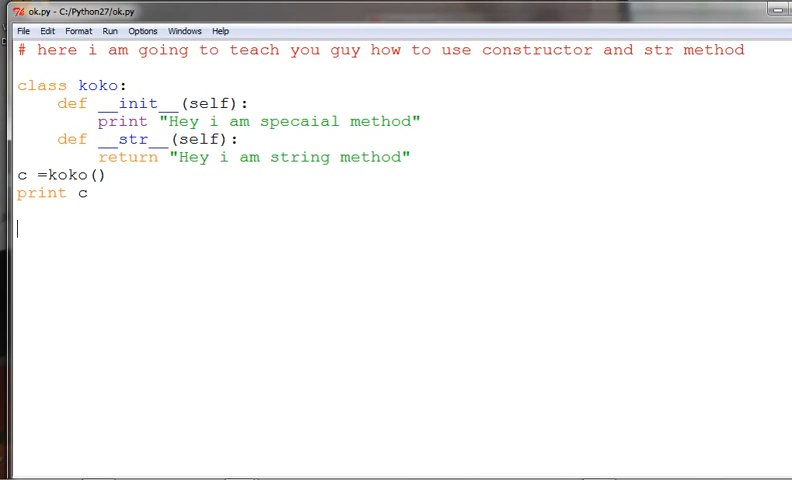 ok.py - C:/Python27/ok.py
File Edit Format Run Options Windows Help
# here i am going to teach you guy how to use constructor and str method
class koko:
    def __init__(self):
        print "Hey i am specaial method"
    def __str__(self):
        return "Hey i am string method"
c =koko()
print c